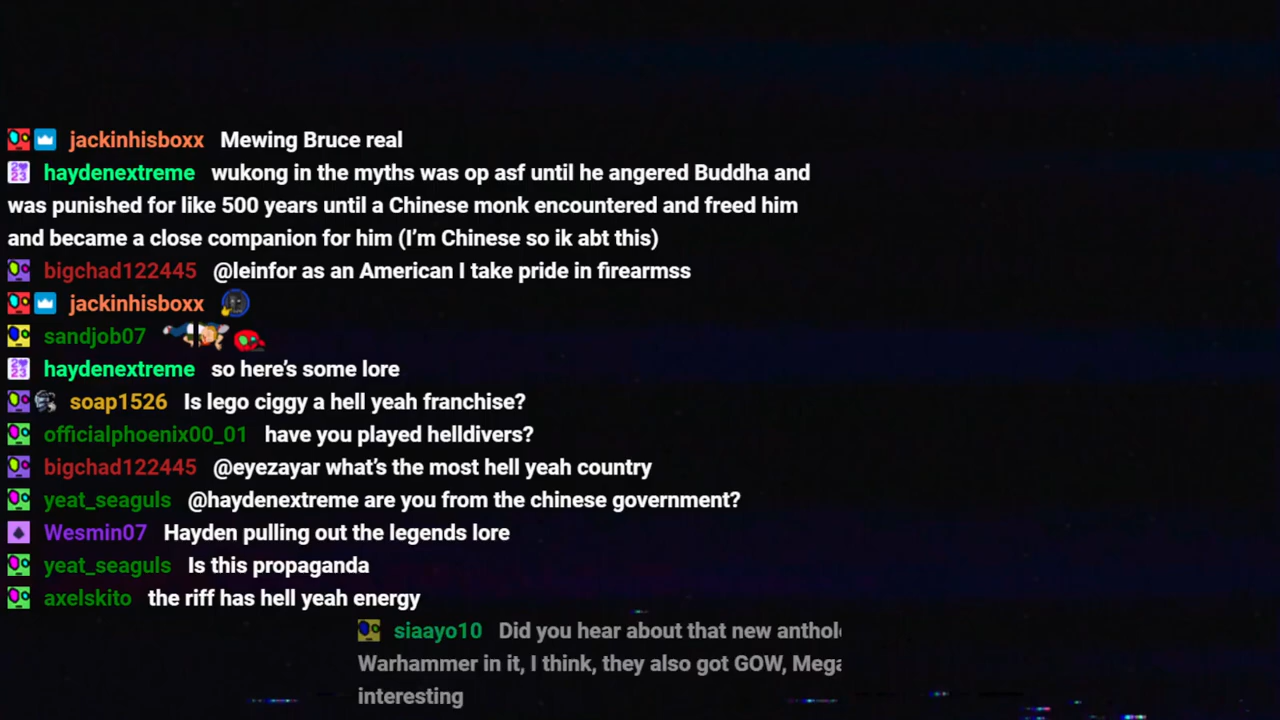 jackinhisboxx Mewing Bruce real
haydenextreme wukong in the myths was op asf until he angered Buddha and
was punished for like 500 years until a Chinese monk encountered and freed him
and became a close companion for him (I’m Chinese so ik abt this)
bigchad122445 @leinfor as an American I take pride in firearmss
jackinhisboxx
sandjob07
haydenextreme so here’s some lore
soap1526 Is lego ciggy a hell yeah franchise?
officialphoenix00_01 have you played helldivers?
bigchad122445 @eyezayar what’s the most hell yeah country
yeat_seaguls @haydenextreme are you from the chinese government?
Wesmin07 Hayden pulling out the legends lore
yeat_seaguls Is this propaganda
axelskito the riff has hell yeah energy
siaayo10 Did you hear about that new
Warhammer in it, I think, they also got GOW,
interesting